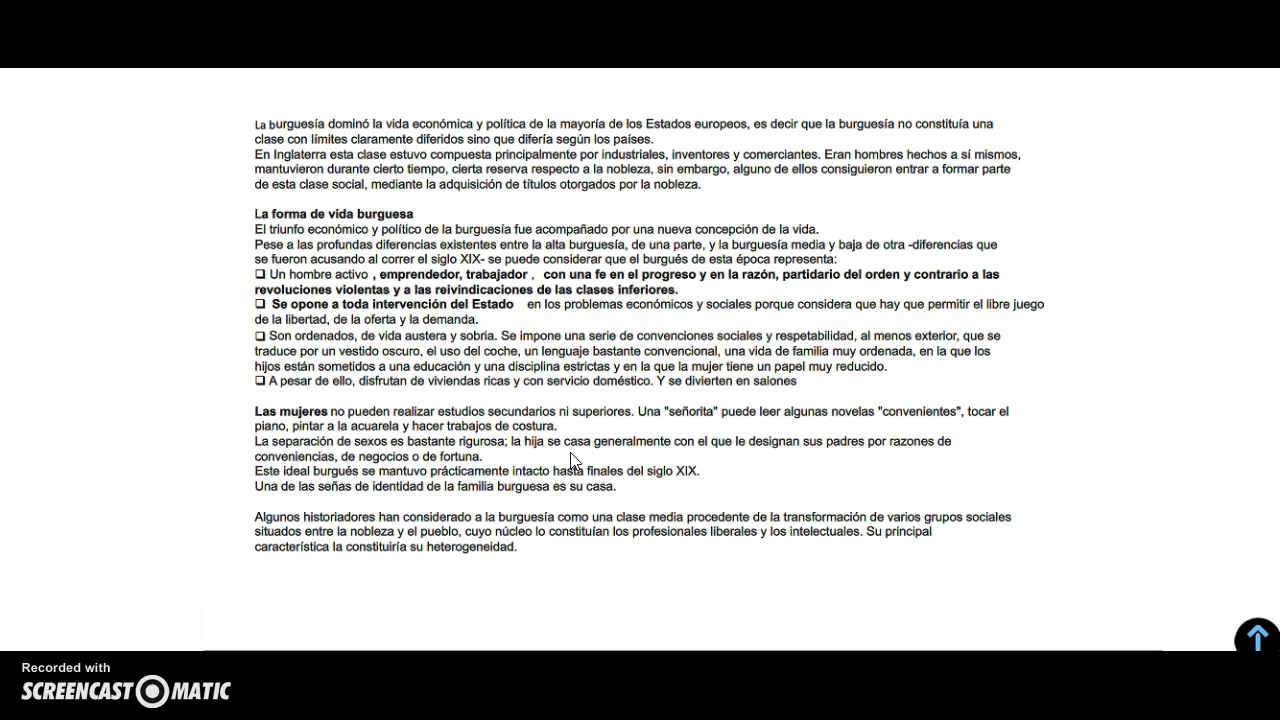 La burguesía dominó la vida económica y política de la mayoría de los Estados europeos, es decir que la burguesía no constituía una
clase con límites claramente diferidos sino que difería según los países.
En Inglaterra esta clase estuvo compuesta principalmente por industriales, inventores y comerciantes. Eran hombres hechos a sí mismos,
mantuvieron durante cierto tiempo, cierta reserva respecto a la nobleza, sin embargo, alguno de ellos consiguieron entrar a formar parte
de esta clase social, mediante la adquisición de títulos otorgados por la nobleza.
La forma de vida burguesa
El triunfo económico y político de la burguesía fue acompañado por una nueva concepción de la vida.
Pese a las profundas diferencias existentes entre la alta burguesía, de una parte, y la burguesía media y baja de otra -diferencias que
se fueron acusando al correr el siglo XIX- se puede considerar que el burgués de esta época representa:
❑ Un hombre activo , emprendedor, trabajador , con una fe en el progreso y en la razón, partidario del orden y contrario a las
revoluciones violentas y a las reivindicaciones de las clases inferiores.
❑ Se opone a toda intervención del Estado en los problemas económicos y sociales porque considera que hay que permitir el libre juego
de la libertad, de la oferta y la demanda.
❑ Son ordenados, de vida austera y sobria. Se impone una serie de convenciones sociales y respetabilidad, al menos exterior, que se
traduce por un vestido oscuro, el uso del coche, un lenguaje bastante convencional, una vida de familia muy ordenada, en la que los
hijos están sometidos a una educación y una disciplina estrictas y en la que la mujer tiene un papel muy reducido.
❑ A pesar de ello, disfrutan de viviendas ricas y con servicio doméstico. Y se divierten en salones
Las mujeres no pueden realizar estudios secundarios ni superiores. Una "señorita" puede leer algunas novelas "convenientes", tocar el
piano, pintar a la acuarela y hacer trabajos de costura.
La separación de sexos es bastante rigurosa; la hija se casa generalmente con el que le designan sus padres por razones de
conveniencias, de negocios o de fortuna.
Este ideal burgués se mantuvo prácticamente intacto hasta finales del siglo XIX.
Una de las señas de identidad de la familia burguesa es su casa.
Algunos historiadores han considerado a la burguesía como una clase media procedente de la transformación de varios grupos sociales
situados entre la nobleza y el pueblo, cuyo núcleo lo constituían los profesionales liberales y los intelectuales. Su principal
característica la constituiría su heterogeneidad.
Recorded with
SCREENCAST MATIC